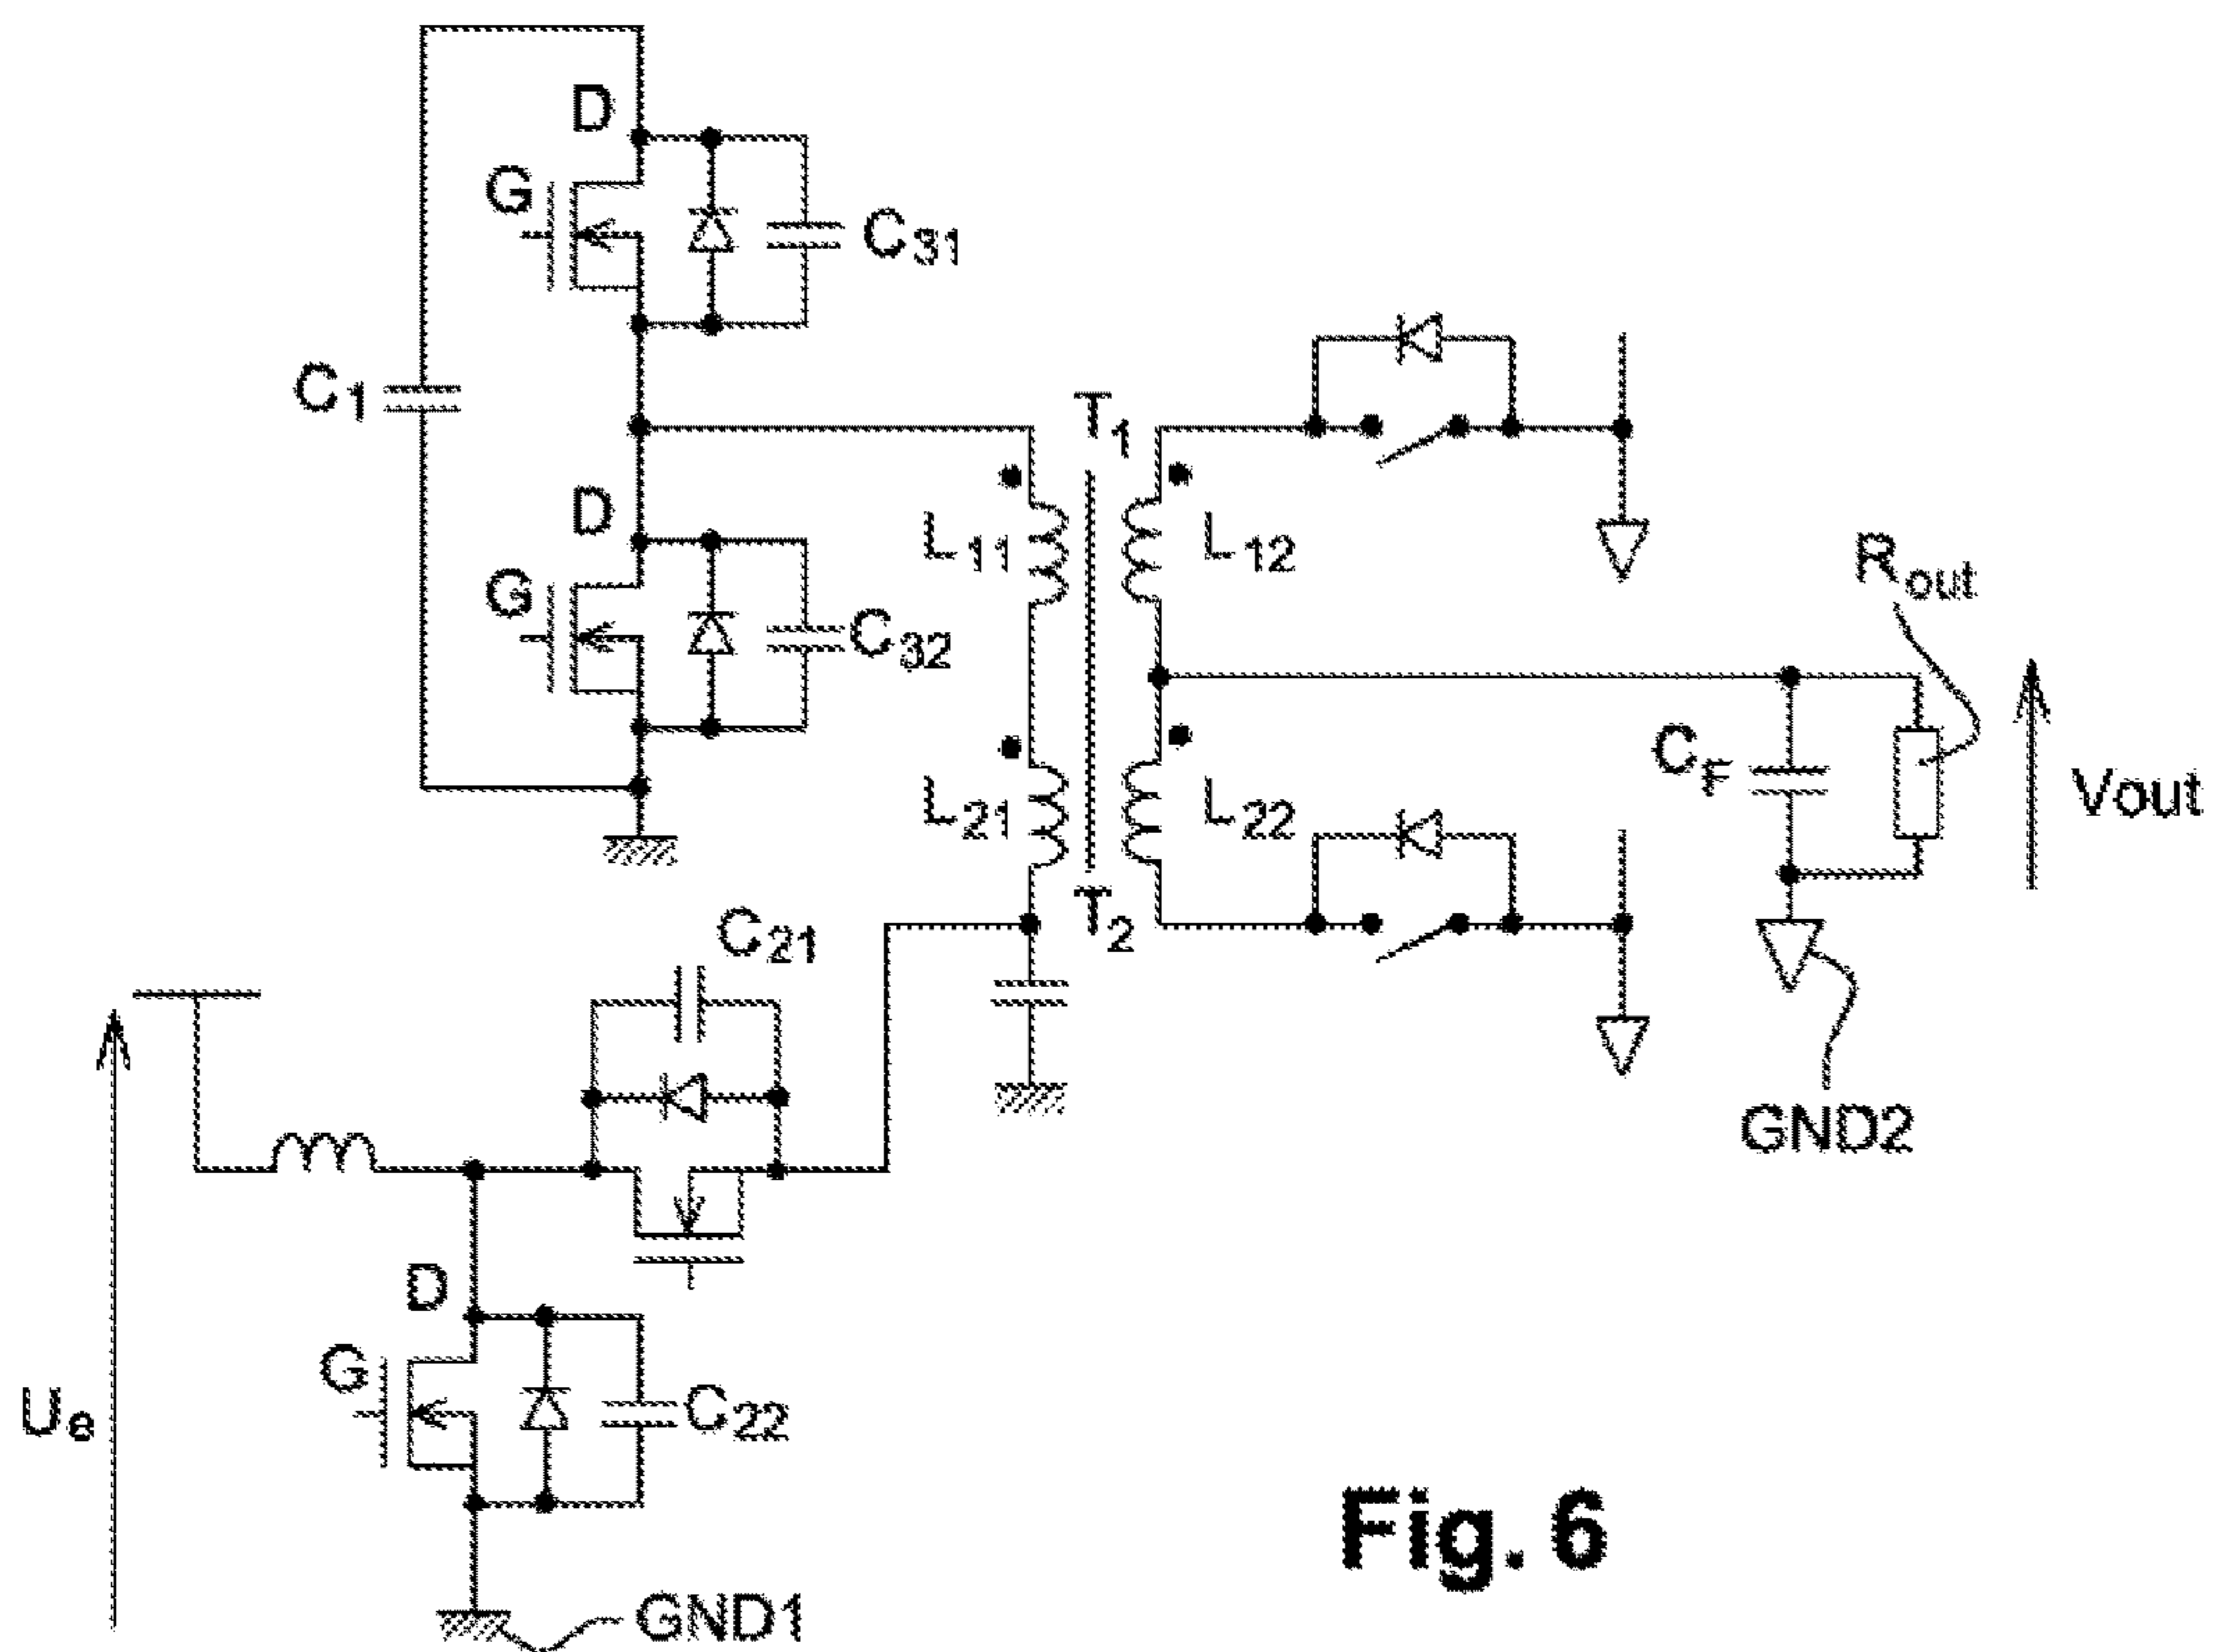 D
G
C31
C1
T1
D
L11
L12
Rout
G
C32
CF
L21
L22
Vout
C21
T2
GND2
D
G
Ue
C22
Fig. 6
GND1